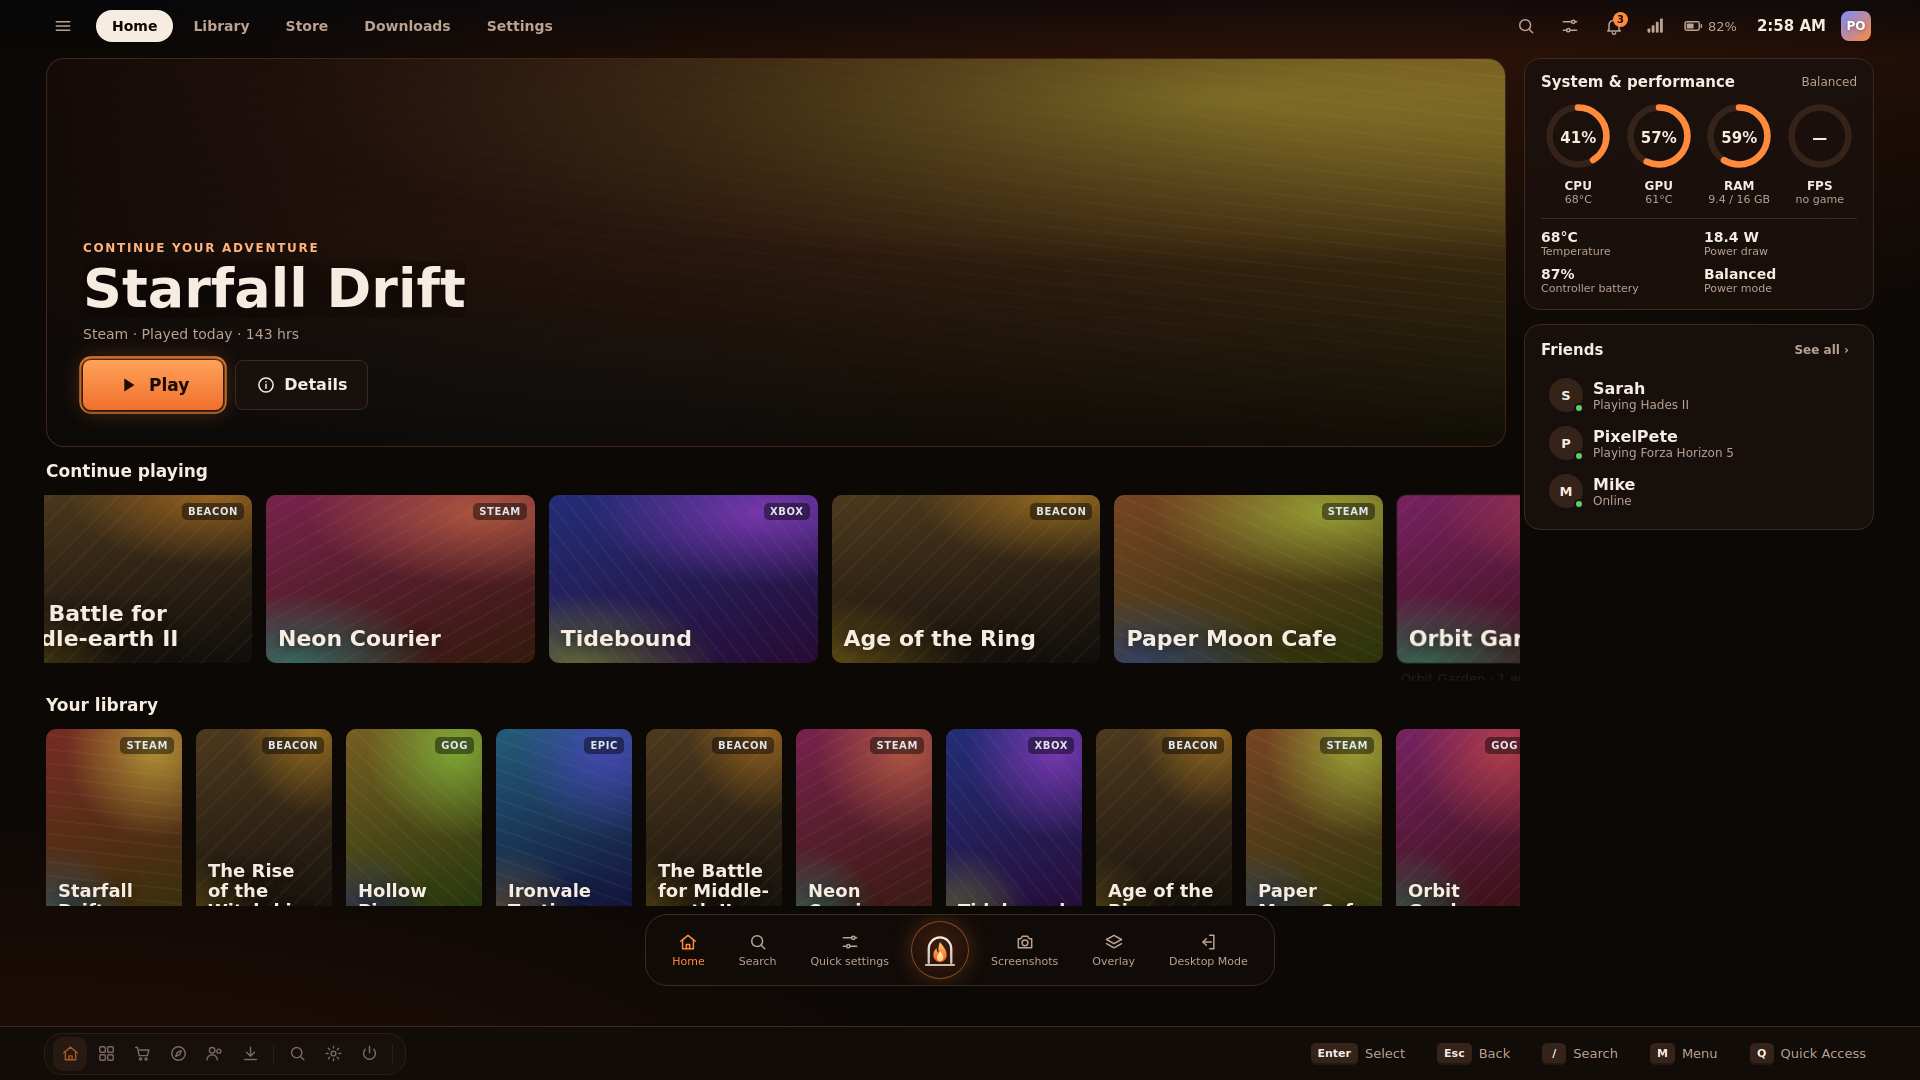 Home
Library
Store
Downloads
Settings
3
82%
2:58 AM
PO
CONTINUE YOUR ADVENTURE
Starfall Drift
Steam · Played today · 143 hrs
Play
Details
System & performance
Balanced
41%
57%
59%
—
CPU
GPU
RAM
FPS
68°C
61°C
9.4 / 16 GB
no game
68°C
18.4 W
Temperature
Power draw
87%
Balanced
Controller battery
Power mode
Friends
See all ›
S
Sarah
Playing Hades II
P
PixelPete
Playing Forza Horizon 5
M
Mike
Online
Continue playing
BEACON
Battle for
dle-earth II
STEAM
Neon Courier
XBOX
Tidebound
BEACON
Age of the Ring
STEAM
Paper Moon Cafe
Orbit Gar
Orbit Garden · 1 w
Your library
STEAM
Starfall
BEACON
The Rise
of the
GOG
Hollow
EPIC
Ironvale
BEACON
The Battle
for Middle-
STEAM
Neon
XBOX
Tidebound
BEACON
Age of the
STEAM
Paper
GOG
Orbit
Home
Search
Quick settings
Screenshots
Overlay
Desktop Mode
Enter Select
Esc Back
/ Search
M Menu
Q Quick Access